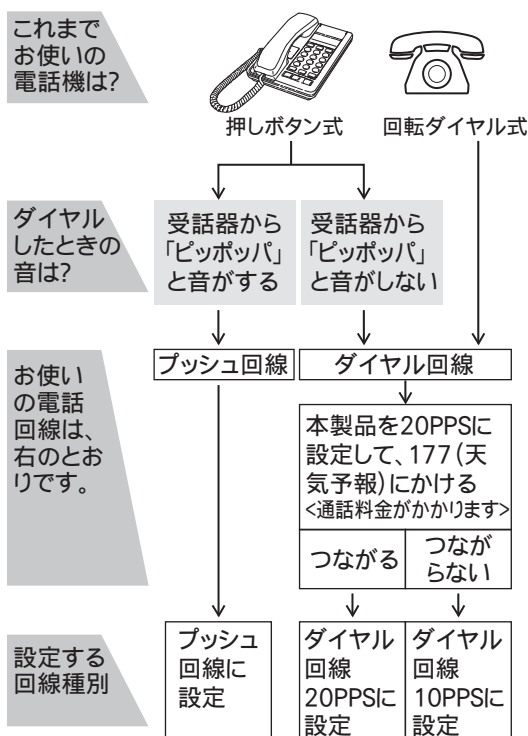 これまで
お使いの
電話機は?
押しボタン式
回転ダイヤル式
ダイヤル
したときの
音は?
受話器から
「ピッポッパ」
と音がする
受話器から
「ピッポッパ」
と音がしない
お使い
の電話
回線は、
右のとお
りです。
プッシュ回線
ダイヤル回線
本製品を20PPSに
設定して、177(天
気予報)にかける
<通話料金がかかります>
つながる
つなが
らない
設定する
回線種別
プッシュ
回線に
設定
ダイヤル
回線
20PPSに
設定
ダイヤル
回線
10PPSに
設定